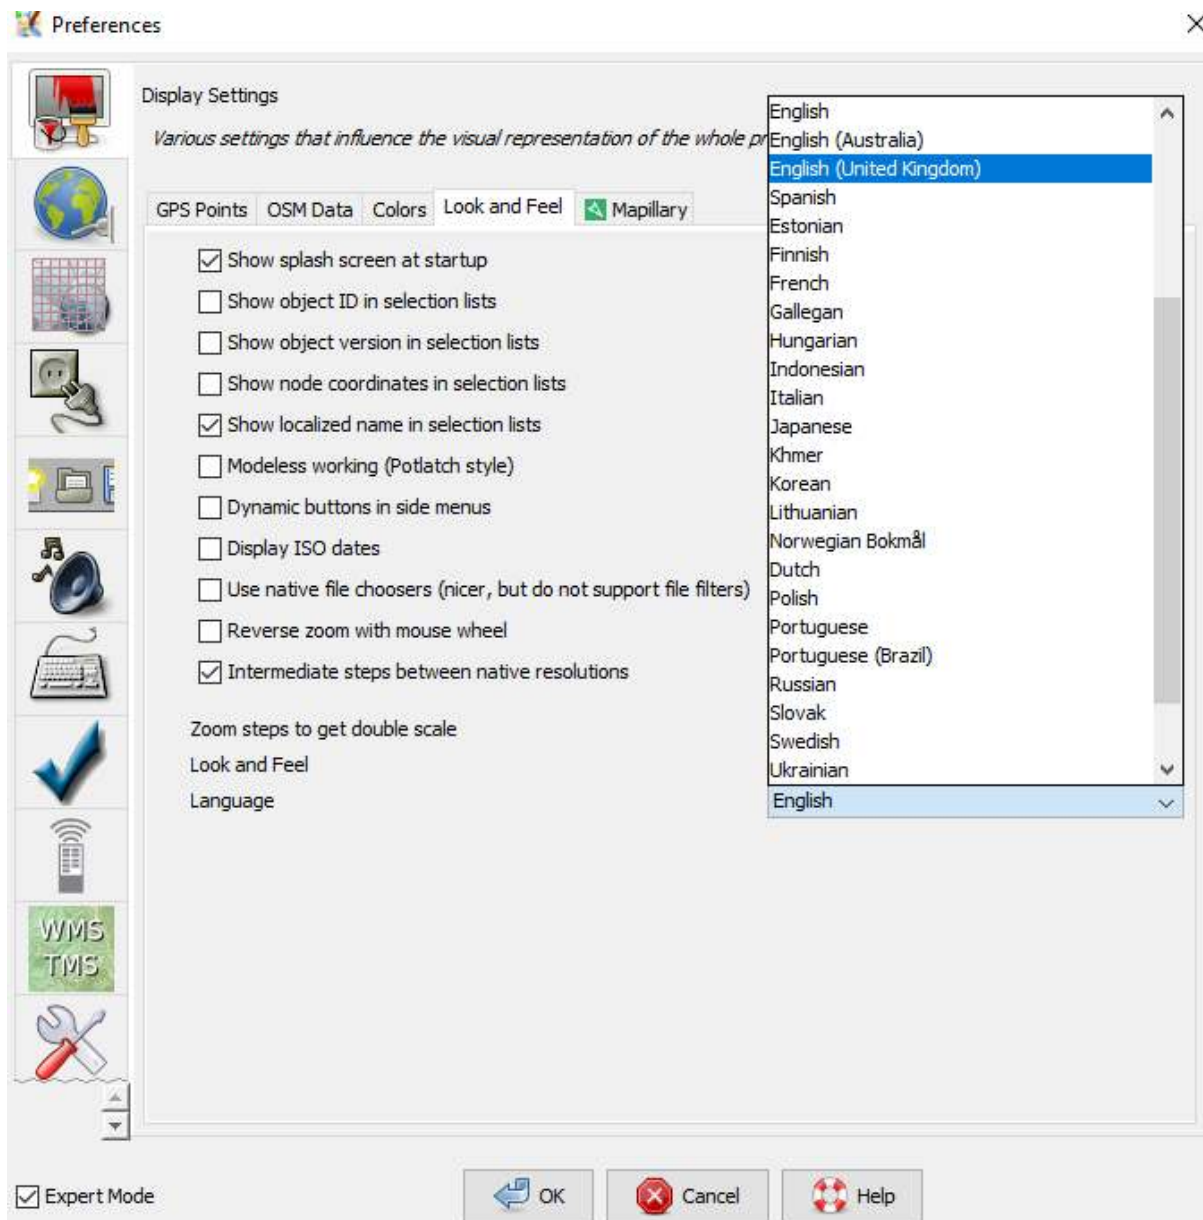 Preferences
Display Settings
Various settings that influence the visual representation of the whole pr
GPS Points OSM Data Colors Look and Feel Mapillary
Show splash screen at startup
Show object ID in selection lists
Show object version in selection lists
Show node coordinates in selection lists
Show localized name in selection lists
Modeless working (Potlatch style)
Dynamic buttons in side menus
Display ISO dates
Use native file choosers (nicer, but do not support file filters)
Reverse zoom with mouse wheel
Intermediate steps between native resolutions
Zoom steps to get double scale
Look and Feel
Language
English
English (Australia)
English (United Kingdom)
Spanish
Estonian
Finnish
French
Gallegan
Hungarian
Indonesian
Italian
Japanese
Khmer
Korean
Lithuanian
Norwegian Bokmål
Dutch
Polish
Portuguese
Portuguese (Brazil)
Russian
Slovak
Swedish
Ukrainian
English
WMS
TMS
Expert Mode
OK
Cancel
Help